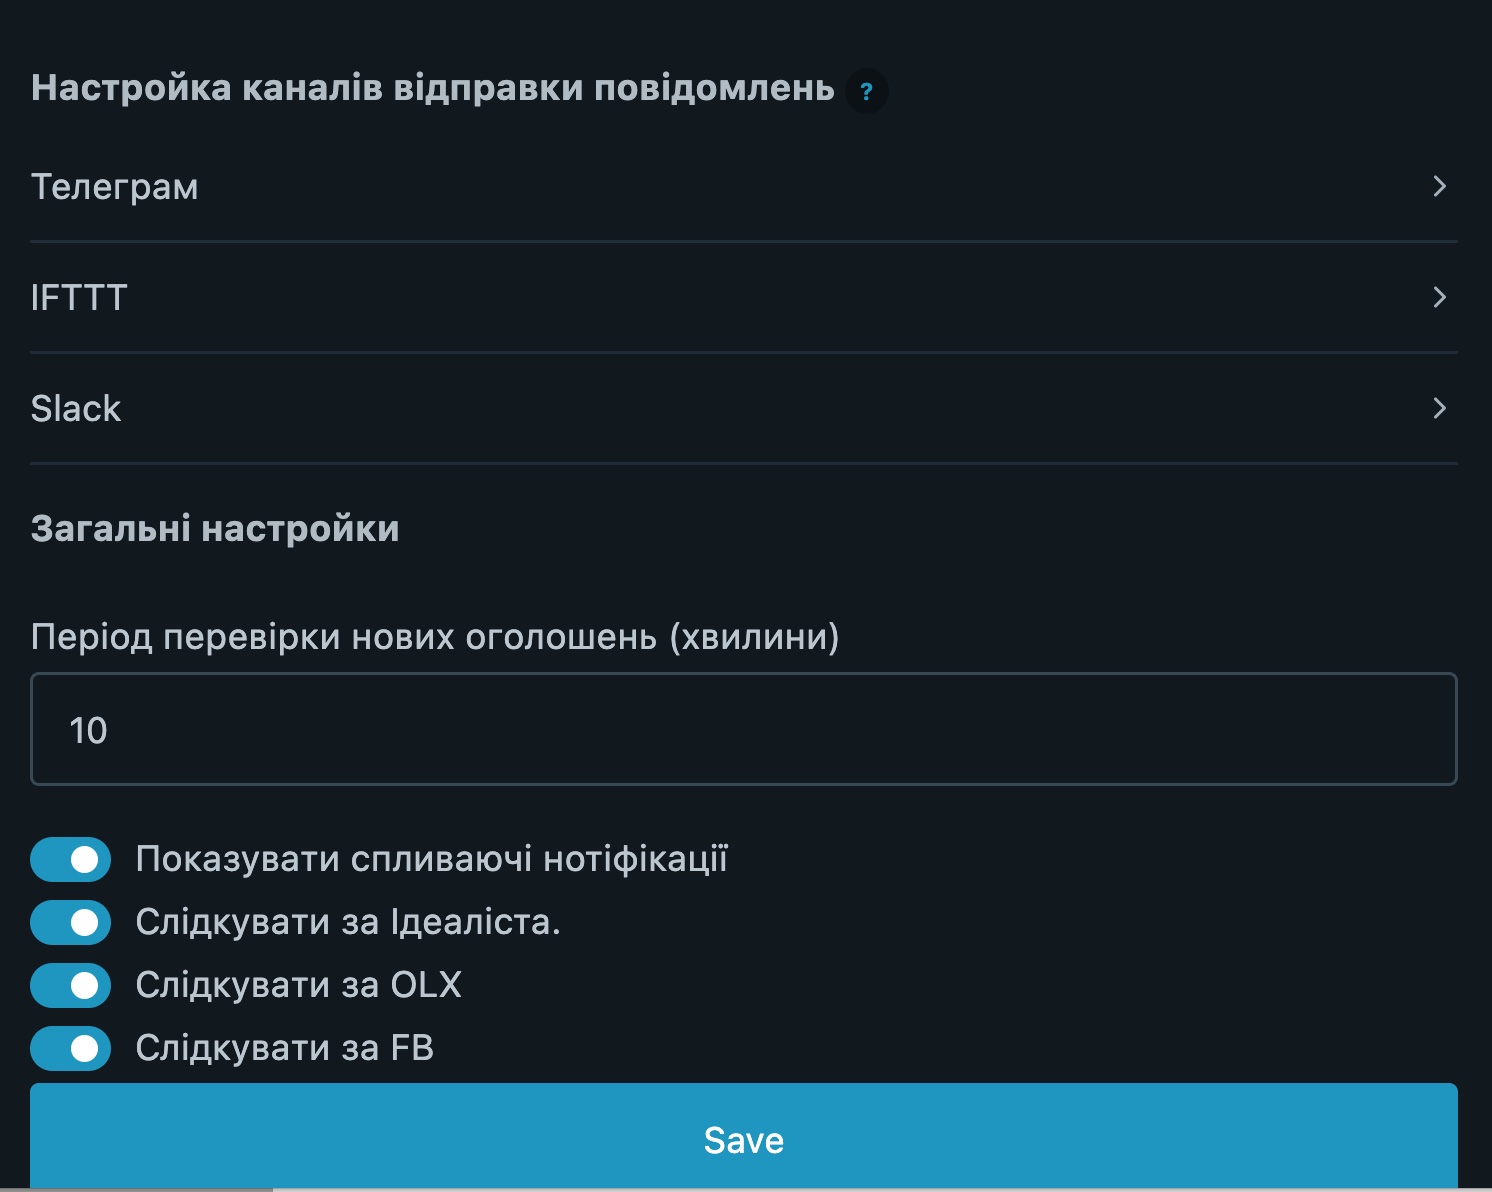 Настройка каналів відправки повідомлень ?
Телеграм
IFTTT
Slack
Загальні настройки
Період перевірки нових оголошень (хвилини)
10
Показувати спливаючі нотіфікації
Слідкувати за Ідеаліста.
Слідкувати за OLX
Слідкувати за FB
Save